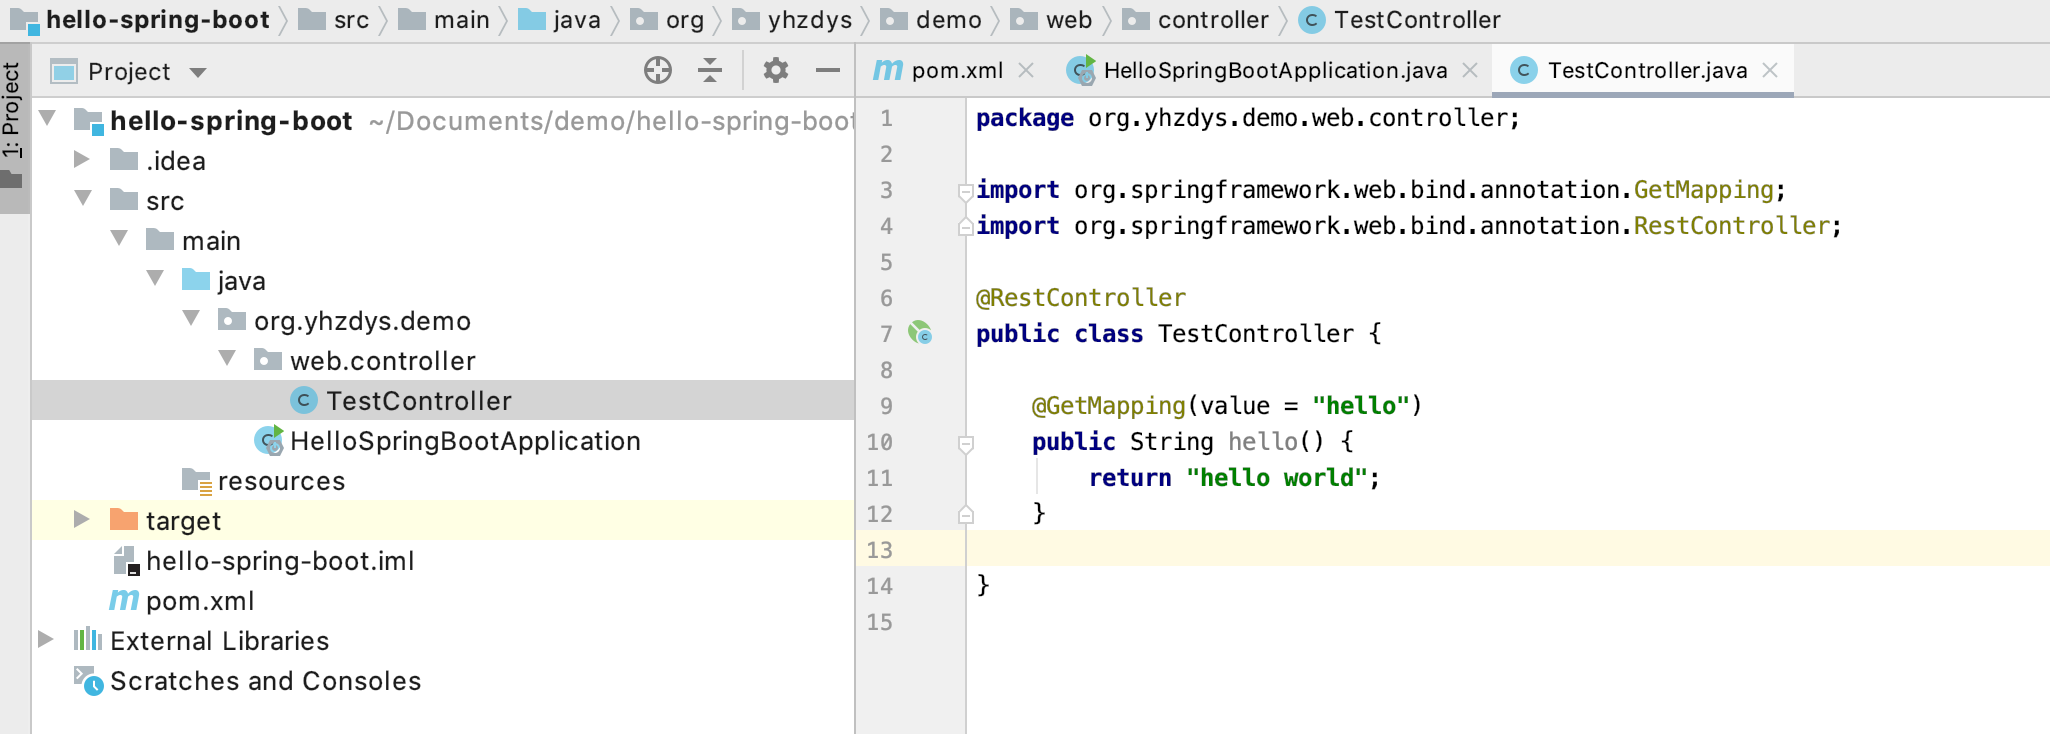 hello-spring-boot src main java org yhzdys demo web controller TestController
1: Project
Project
hello-spring-boot ~/Documents/demo/hello-spring-boot
.idea
src
main
java
org.yhzdys.demo
web.controller
TestController
HelloSpringBootApplication
resources
target
hello-spring-boot.iml
pom.xml
External Libraries
Scratches and Consoles
pom.xml HelloSpringBootApplication.java TestController.java
1 package org.yhzdys.demo.web.controller;
2
3 import org.springframework.web.bind.annotation.GetMapping;
4 import org.springframework.web.bind.annotation.RestController;
5
6 @RestController
7 public class TestController {
8
9 @GetMapping(value = "hello")
10 public String hello() {
11 return "hello world";
12 }
13
14 }
15